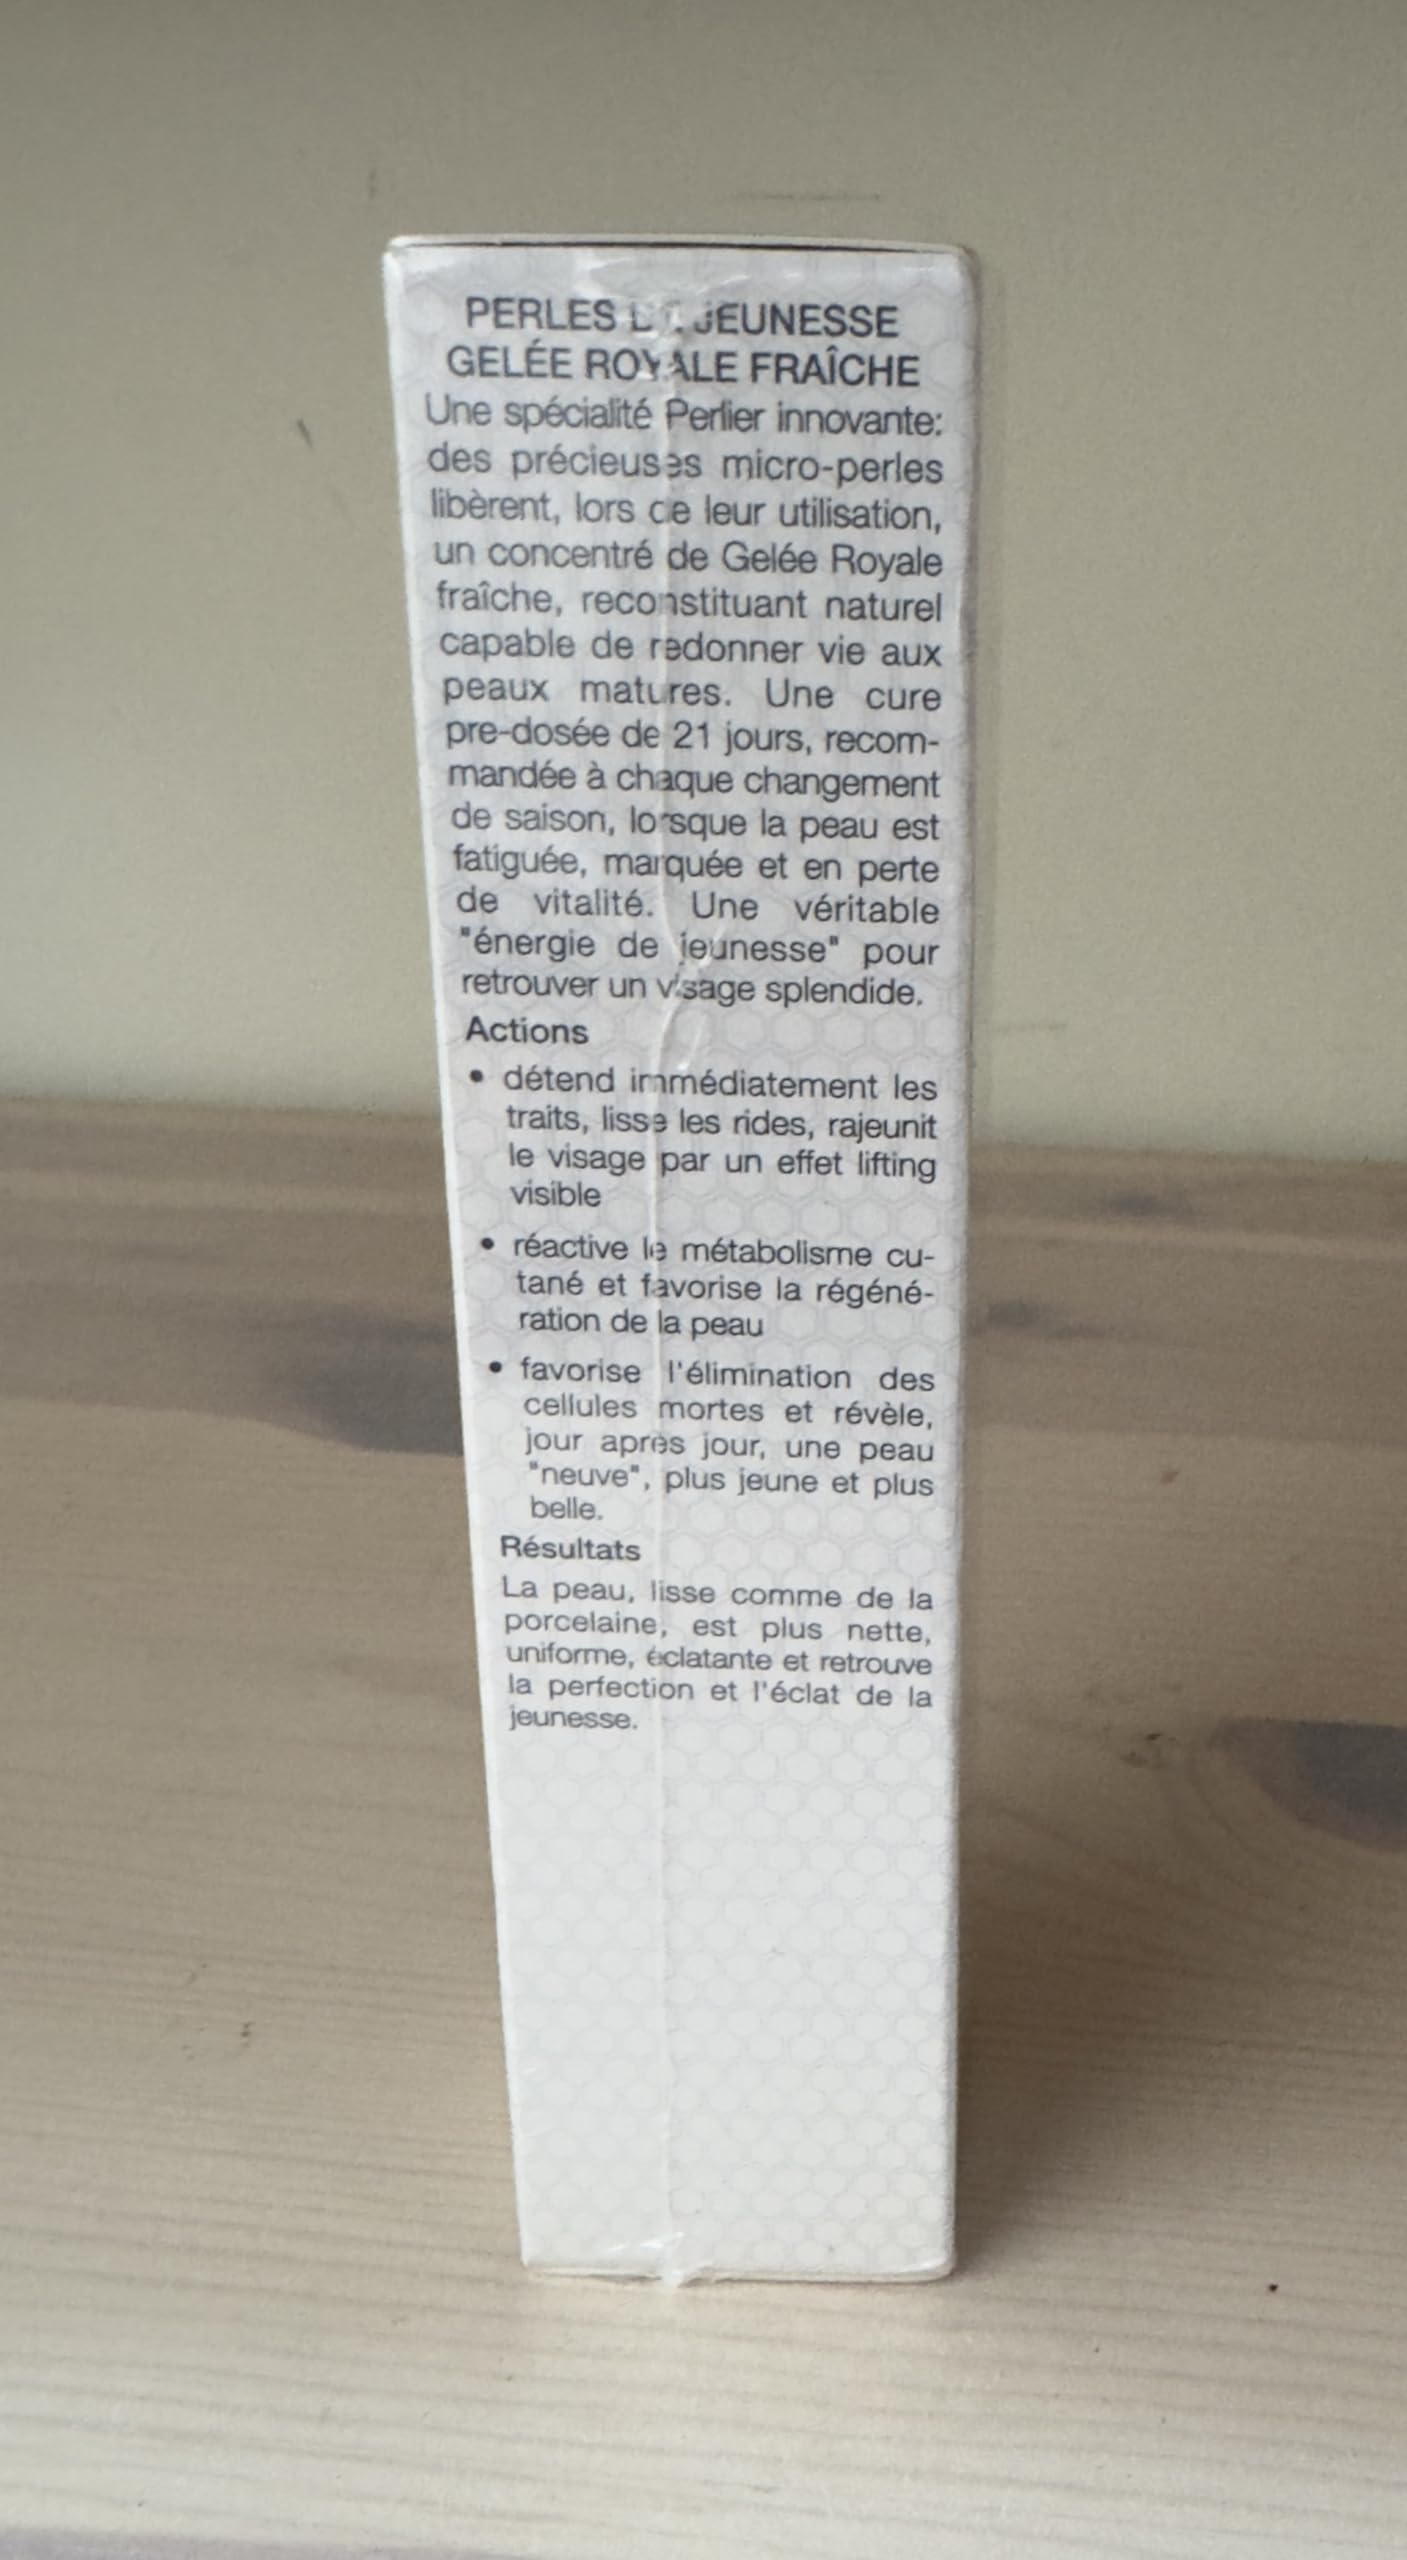 PERLES DE JEUNESSE
GELÉE ROYALE FRAÎCHE
Une spécialité Perlier innovante:
des précieuses micro-perles
libèrent, lors de leur utilisation,
un concentré de Gelée Royale
fraîche, reconstituant naturel
capable de redonner vie aux
peaux matures. Une cure
pre-dosée de 21 jours, recom-
mandée à chaque changement
de saison, lorsque la peau est
fatiguée, marquée et en perte
de vitalité. Une véritable
"énergie de jeunesse" pour
retrouver un visage splendide.
Actions
• détend immédiatement les
traits, lisse les rides, rajeunit
le visage par un effet lifting
visible
• réactive le métabolisme cu-
tané et favorise la régéné-
ration de la peau
• favorise l'élimination des
cellules mortes et révèle,
jour après jour, une peau
"neuve", plus jeune et plus
belle.
Résultats
La peau, lisse comme de la
porcelaine, est plus nette,
uniforme, éclatante et retrouve
la perfection et l'éclat de la
jeunesse.